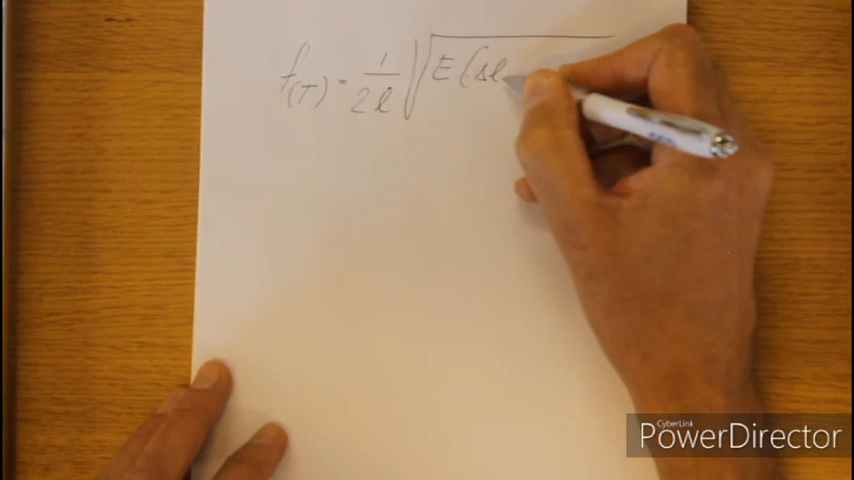 f(T) = 1/2l √E(Δl
CyberLink
PowerDirector